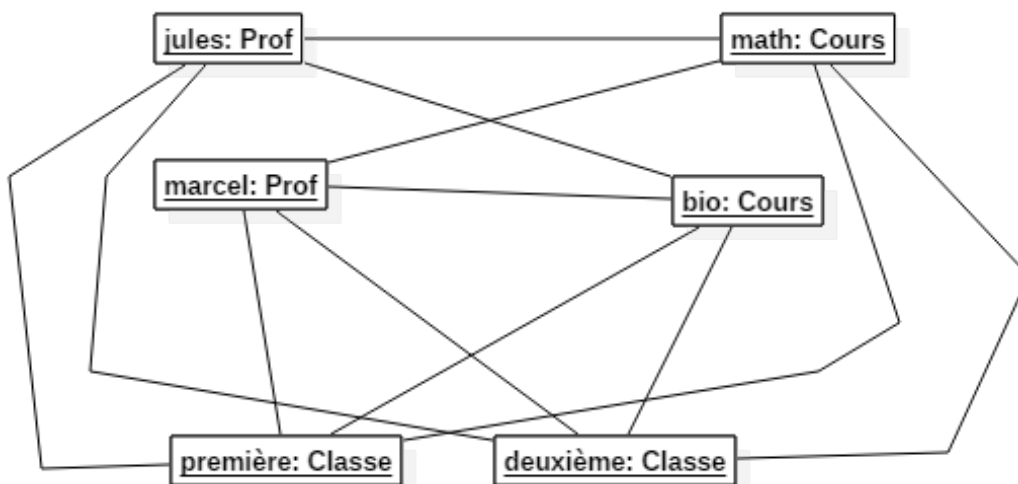 jules: Prof
math: Cours
marcel: Prof
bio: Cours
première: Classe
deuxième: Classe